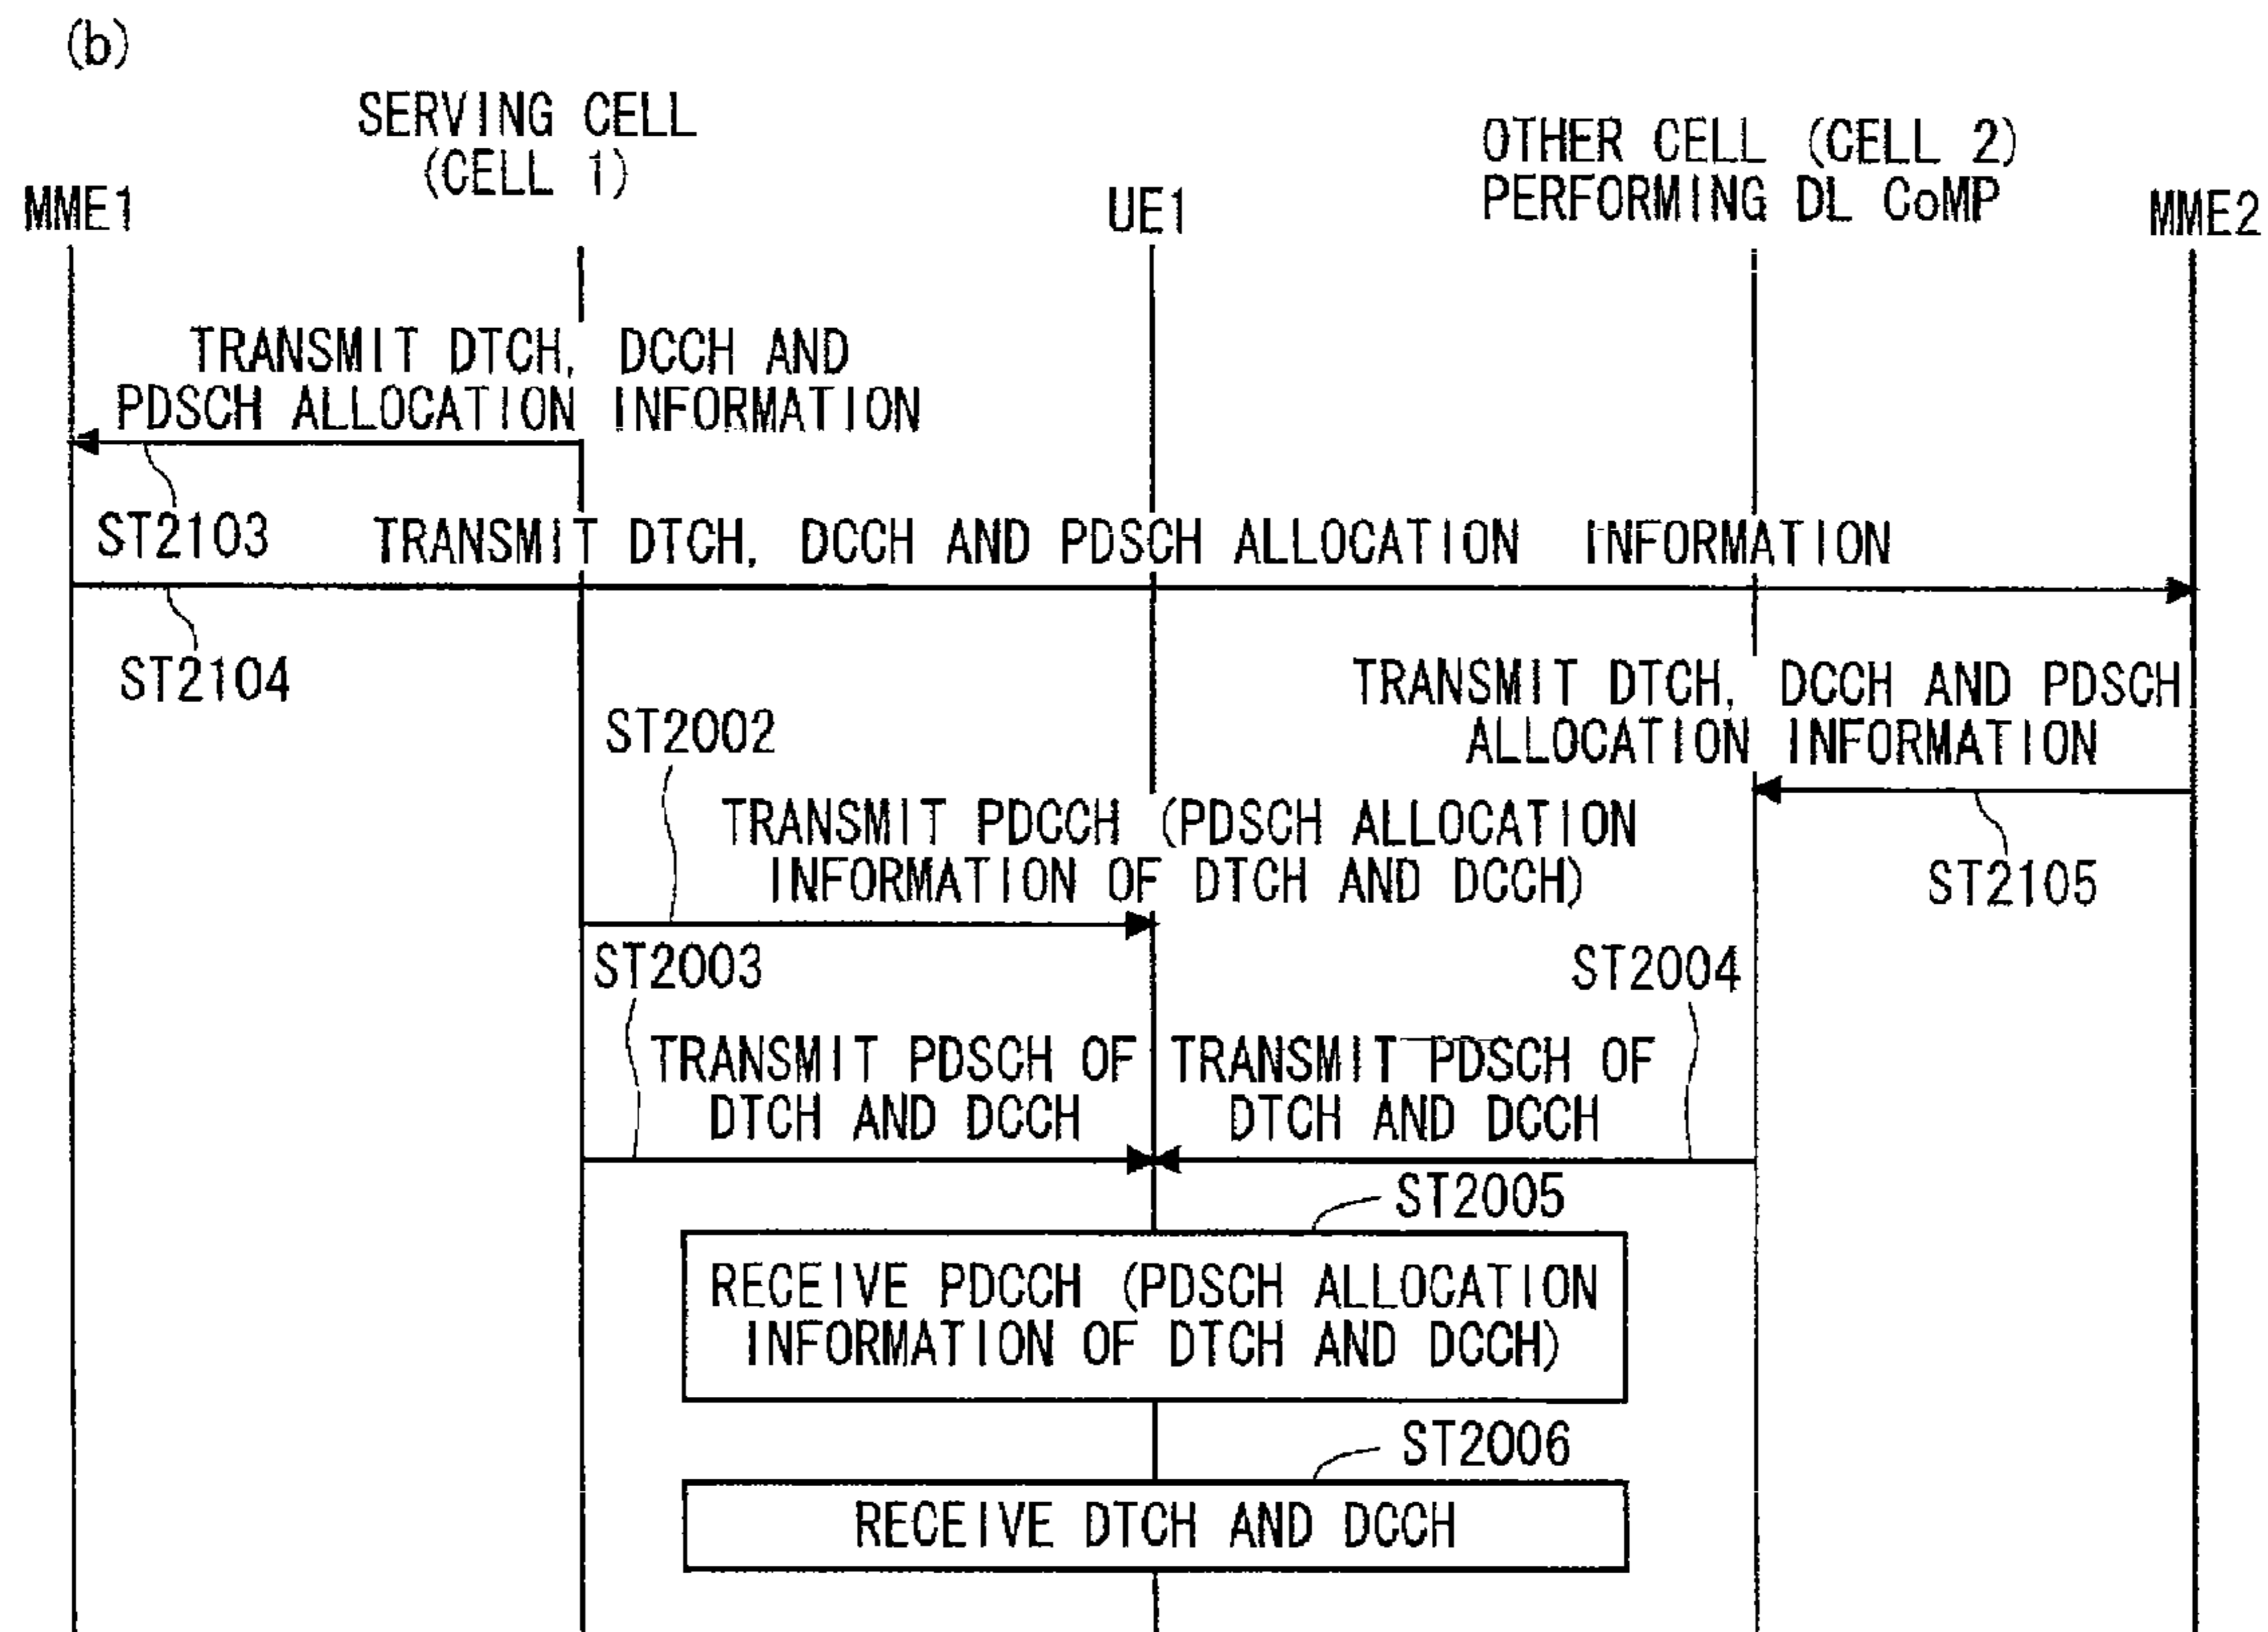 (b)
SERVING CELL
(CELL 1)
OTHER CELL (CELL 2)
PERFORMING DL CoMP
MME1
UE1
MME2
TRANSMIT DTCH, DCCH AND
PDSCH ALLOCATION INFORMATION
ST2103
TRANSMIT DTCH, DCCH AND PDSCH ALLOCATION INFORMATION
ST2104
TRANSMIT DTCH, DCCH AND PDSCH
ALLOCATION INFORMATION
ST2002
TRANSMIT PDCCH (PDSCH ALLOCATION
INFORMATION OF DTCH AND DCCH)
ST2105
ST2003
ST2004
TRANSMIT PDSCH OF
DTCH AND DCCH
TRANSMIT PDSCH OF
DTCH AND DCCH
ST2005
RECEIVE PDCCH (PDSCH ALLOCATION
INFORMATION OF DTCH AND DCCH)
ST2006
RECEIVE DTCH AND DCCH